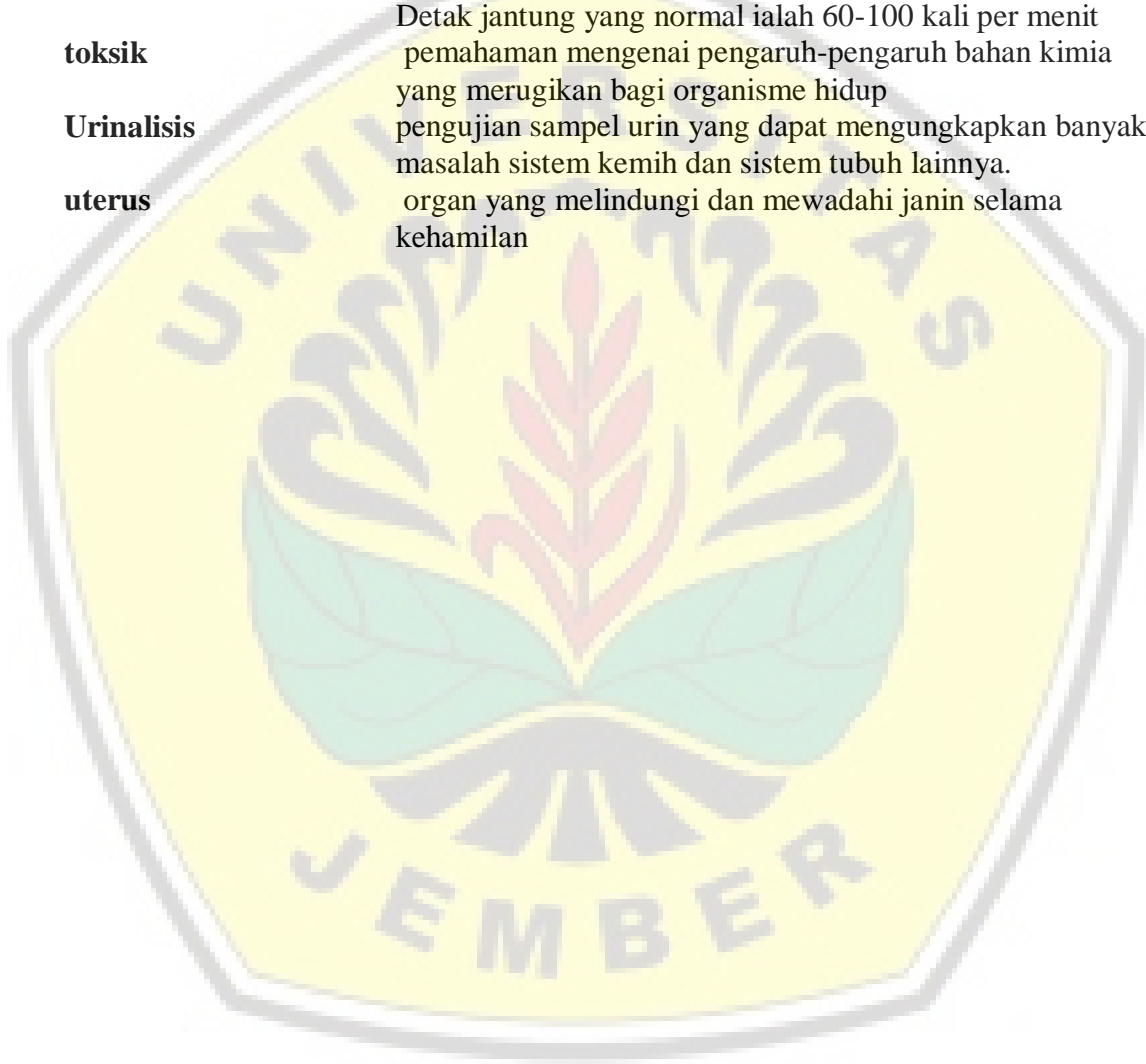 Detak jantung yang normal ialah 60-100 kali per menit
toksik pemahaman mengenai pengaruh-pengaruh bahan kimia
yang merugikan bagi organisme hidup
Urinalisis pengujian sampel urin yang dapat mengungkapkan banyak
masalah sistem kemih dan sistem tubuh lainnya.
uterus organ yang melindungi dan mewadahi janin selama
kehamilan
UNIVERSITAS
JEMBER